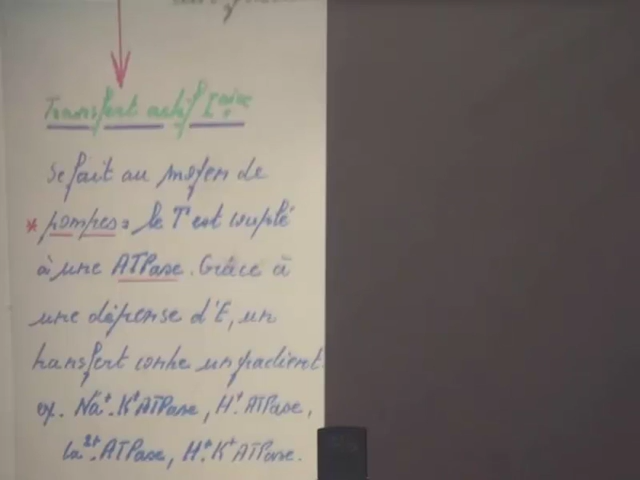 Transfert actif Iaire
Se fait au moyen de
* pompes: le T est couplé
à une ATPase. Grâce à
une dépense d'E, un
transfert contre un gradient.
ex. Na⁺.K⁺ATPase, H⁺.ATPase,
Ca²⁺.ATPase, H⁺.K⁺ATPase.